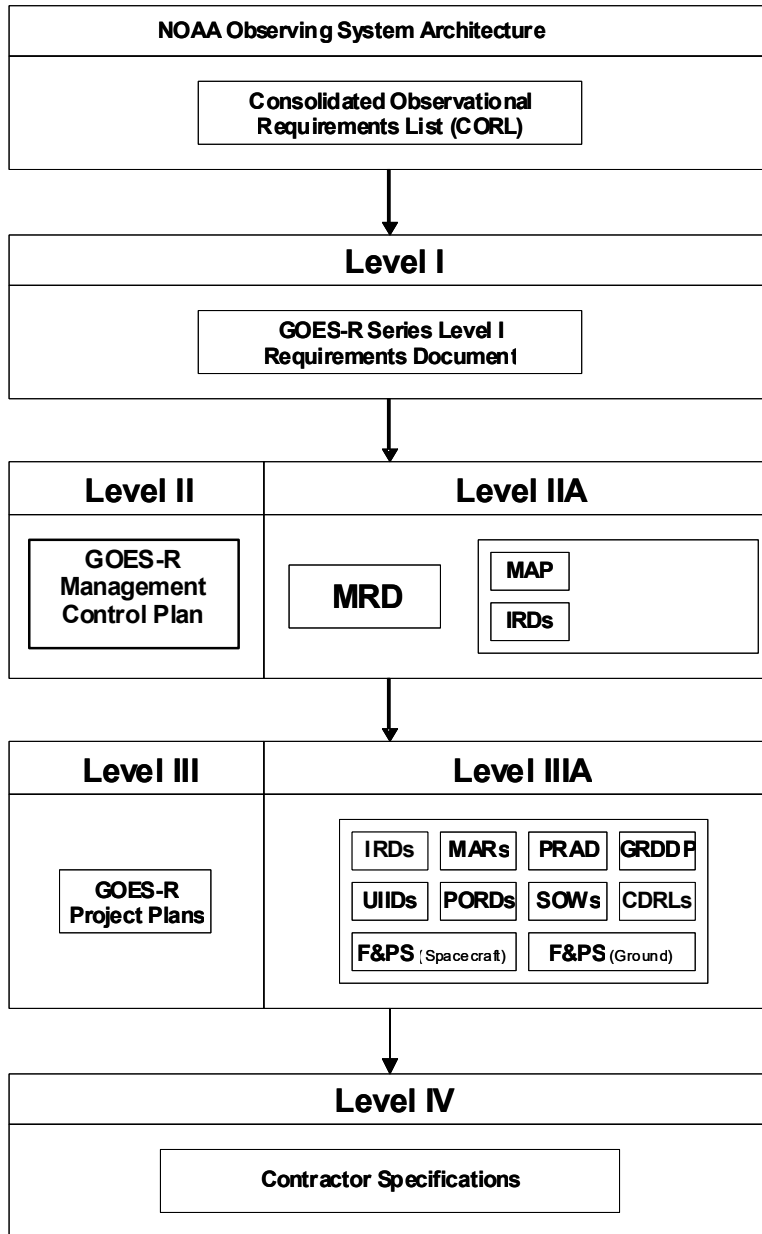 NOAA Observing System Architecture
Consolidated Observational
Requirements List (CORL)
Level I
GOES-R Series Level I
Requirements Document
Level II
Level IIA
GOES-R
Management
Control Plan
MRD
MAP
IRDs
Level III
Level IIIA
GOES-R
Project Plans
IRDs MARs PRAD GRDDP
UIIDs PORDs SOWs CDRLs
F&PS (Spacecraft) F&PS (Ground)
Level IV
Contractor Specifications